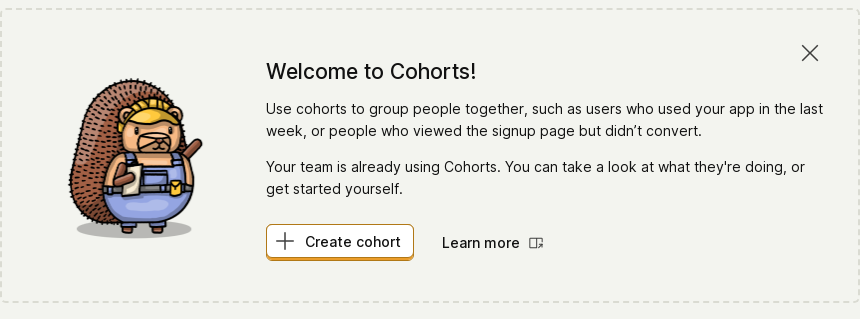 Welcome to Cohorts!
Use cohorts to group people together, such as users who used your app in the last
week, or people who viewed the signup page but didn’t convert.
Your team is already using Cohorts. You can take a look at what they're doing, or
get started yourself.
Create cohort
Learn more